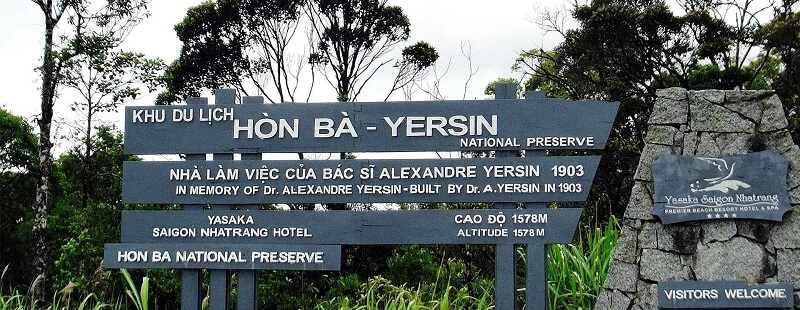 KHU DU LỊCH HÒN BÀ - YERSIN
NATIONAL PRESERVE
NHÀ LÀM VIỆC CỦA BÁC SĨ ALEXANDRE YERSIN 1903
IN MEMORY OF Dr. ALEXANDRE YERSIN-BUILT BY Dr. A.YERSIN IN 1903
YASAKA
SAIGON NHATRANG HOTEL
CAO ĐỘ 1578M
ALTITUDE 1578 M
HON BA NATIONAL PRESERVE
Yasaka Saigon Nhatrang
PREMIER BEACH RESORT HOTEL & SPA
VISITORS WELCOME